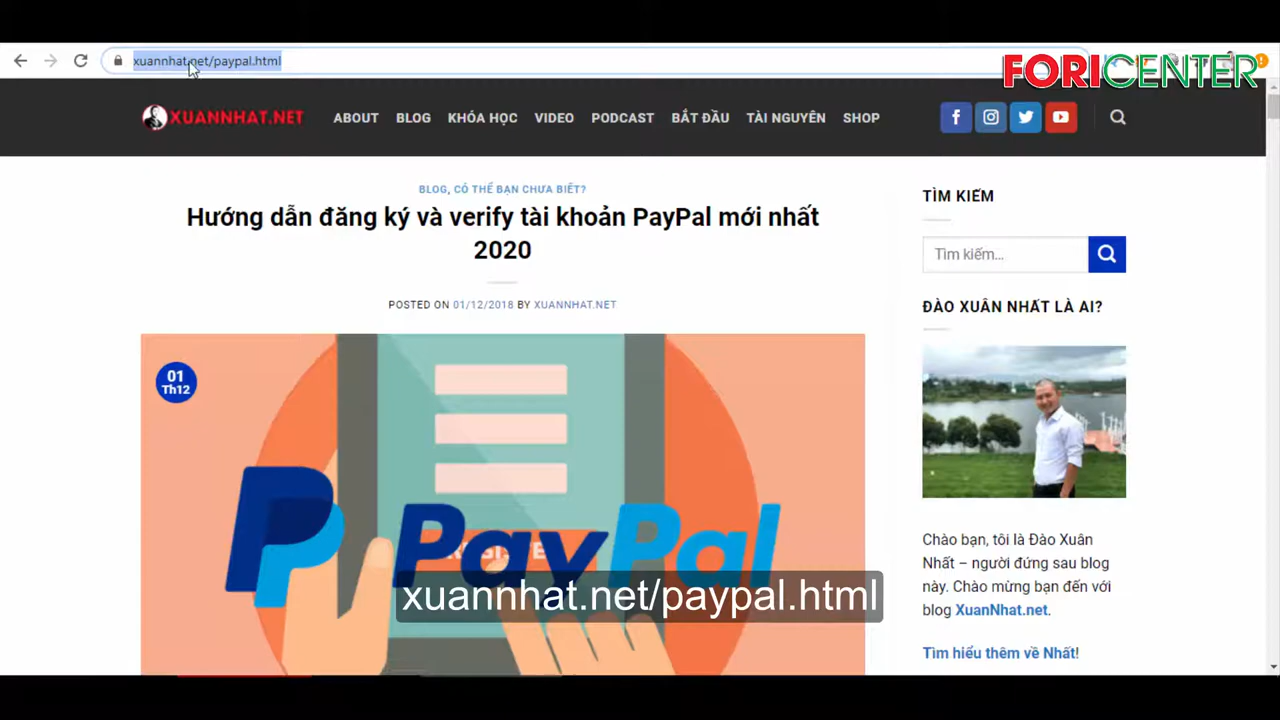 xuannhat.net/paypal.html
FORICENTER
XUANNHAT.NET
ABOUT BLOG KHÓA HỌC VIDEO PODCAST BẮT ĐẦU TÀI NGUYÊN SHOP
BLOG, CÓ THỂ BẠN CHƯA BIẾT?
Hướng dẫn đăng ký và verify tài khoản PayPal mới nhất
2020
POSTED ON 01/12/2018 BY XUANNHAT.NET
01
Th12
PayPal
xuannhat.net/paypal.html
TÌM KIẾM
Tìm kiếm...
ĐÀO XUÂN NHẤT LÀ AI?
Chào bạn, tôi là Đào Xuân
Nhất – người đứng sau blog
này. Chào mừng bạn đến với
blog XuanNhat.net.
Tìm hiểu thêm về Nhất!